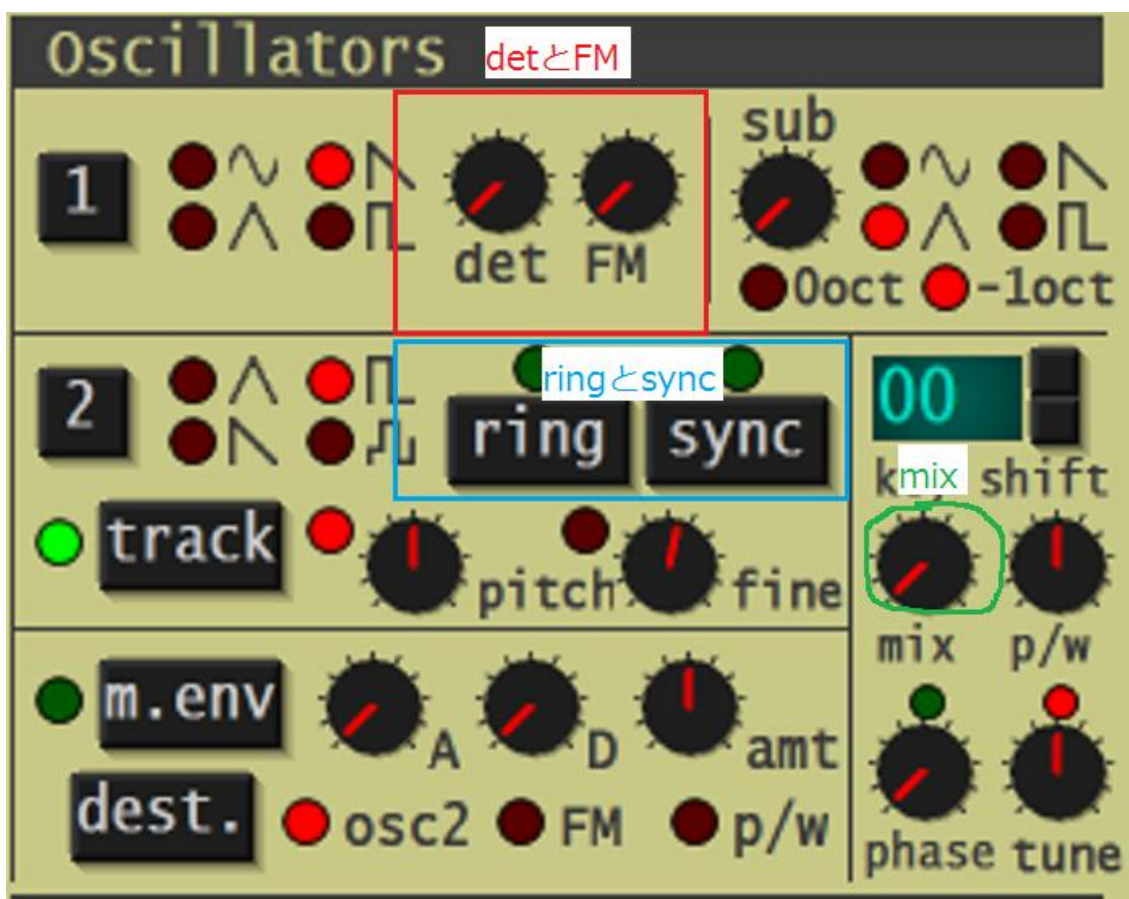 Oscillators detとFM
sub
1
det FM
0oct -1oct
2
ringとsync
ring sync
00
mix shift
track
pitch fine
mix p/w
m.env
A D amt
dest.
osc2 FM p/w
phase tune